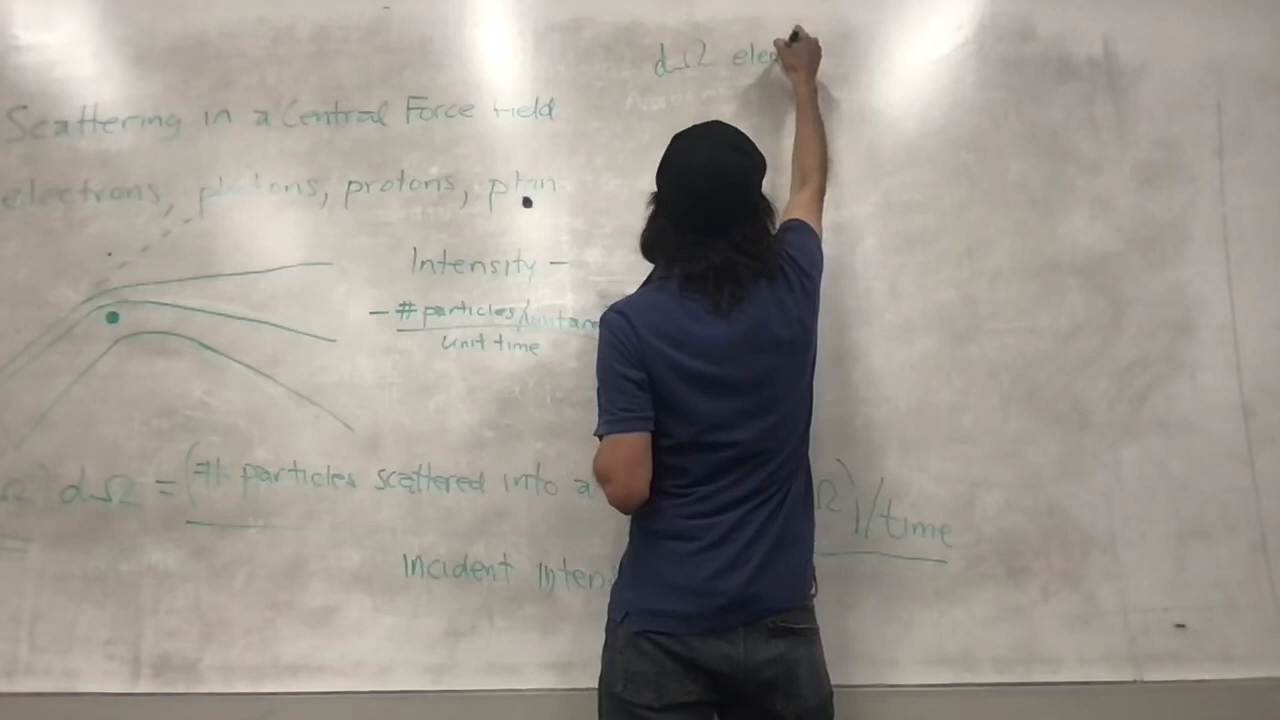 dΩ ele
Scattering in a Central Force Field
electrons, photons, protons, phtn
Intensity -
- # particles/unit area
unit time
Ω) dΩ = (# particles scattered into a Ω)/time
Incident Intens